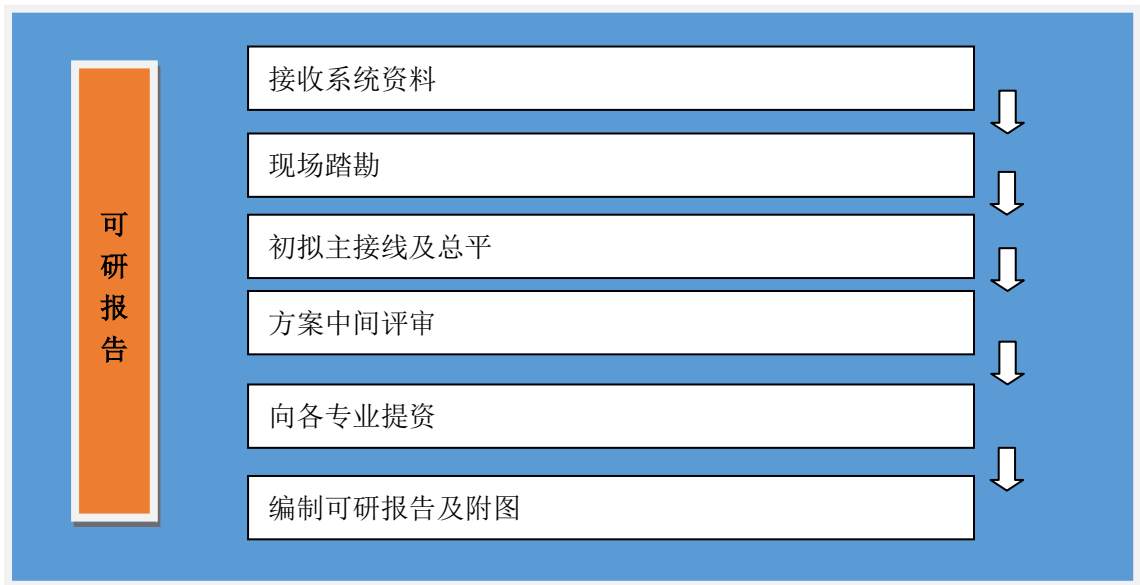 可研报告
接收系统资料
现场踏勘
初拟主接线及总平
方案中间评审
向各专业提资
编制可研报告及附图